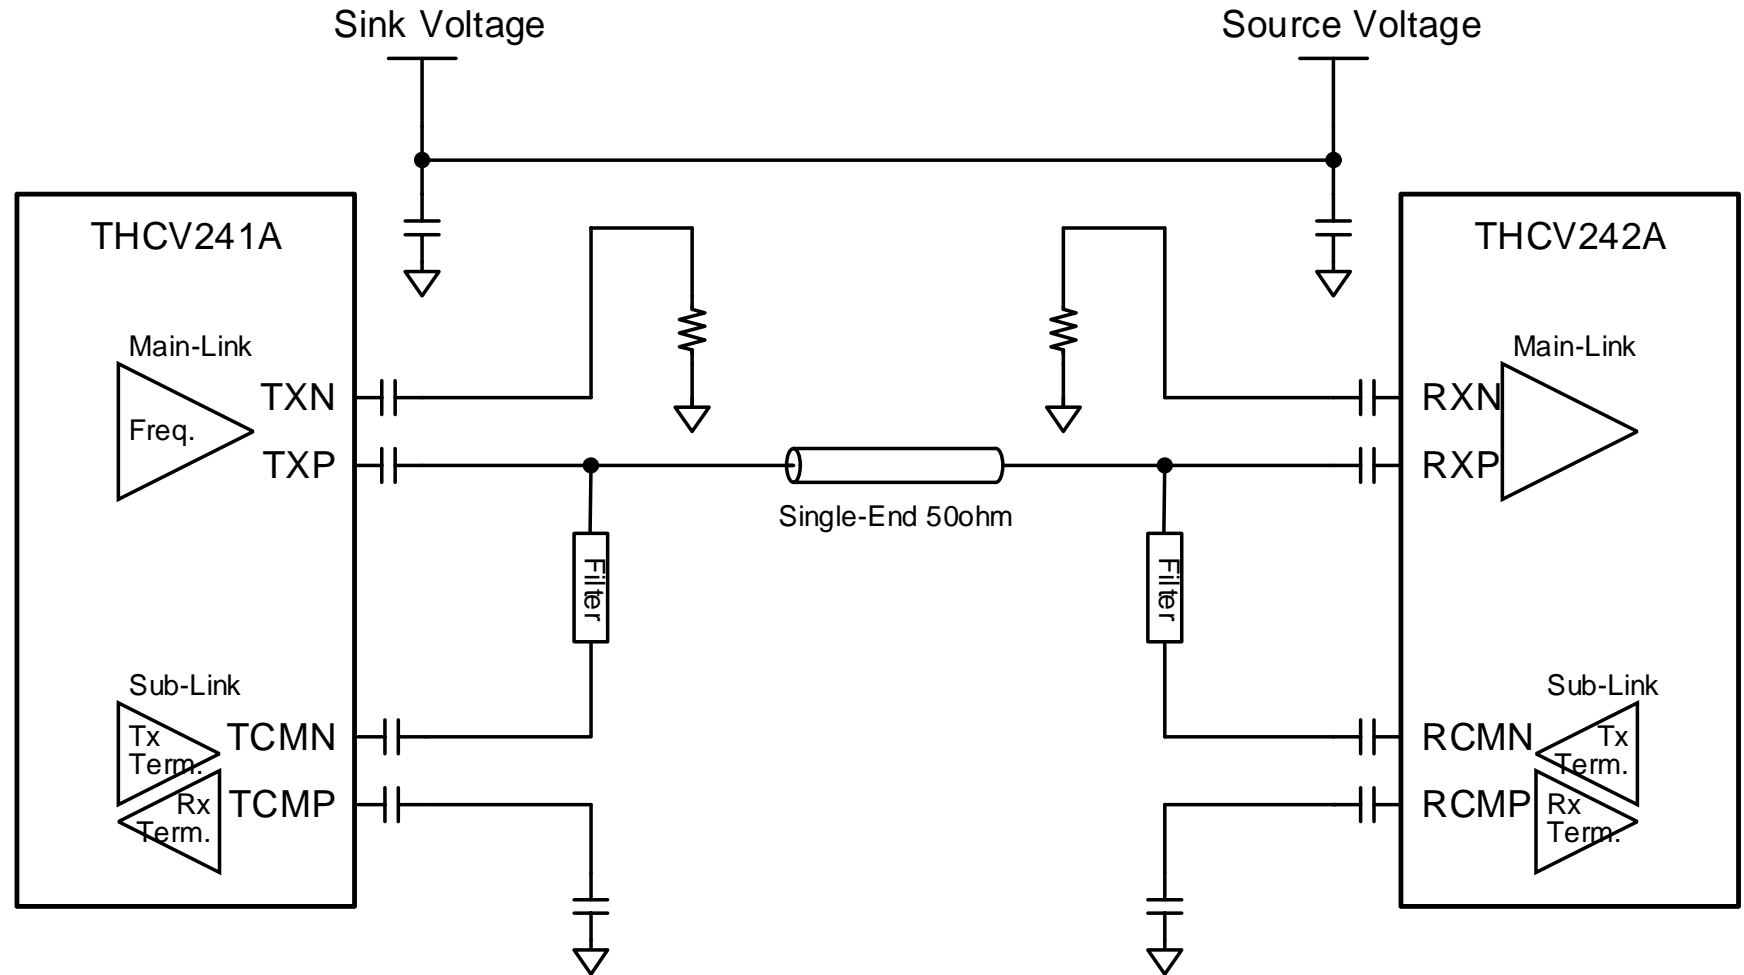 Sink Voltage
Source Voltage
THCV241A
THCV242A
Main-Link
Freq.
TXN
TXP
Main-Link
RXN
RXP
Single-End 50ohm
Filter
Filter
Sub-Link
Tx
Term.
TCMN
Rx
Term.
TCMP
Sub-Link
RCMN
Tx
Term.
RCMP
Rx
Term.